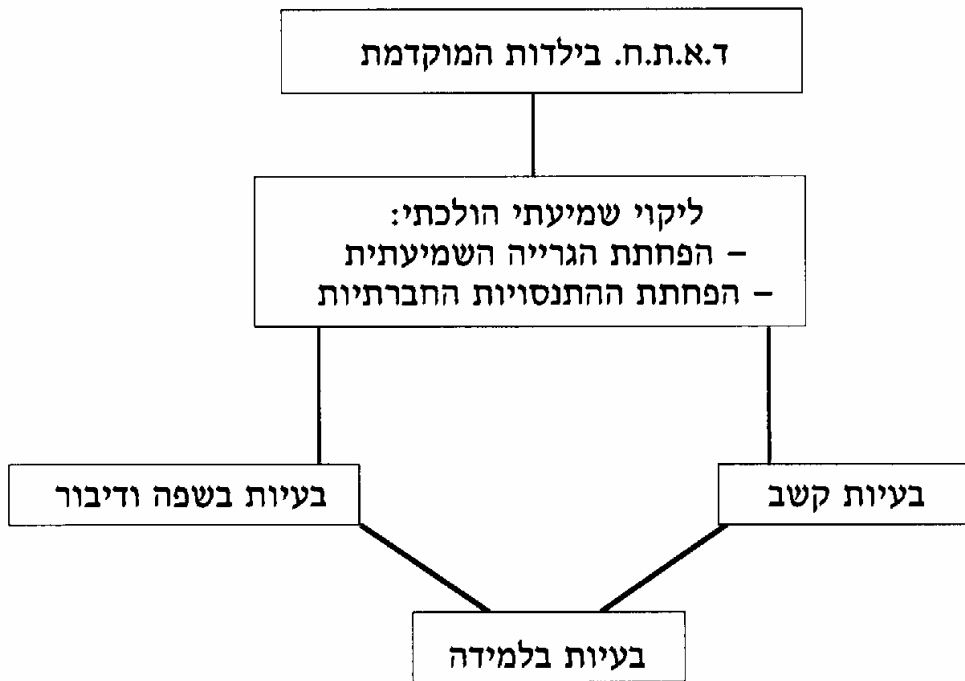 ד.א.ת.ח. בילדות המוקדמת
ליקוי שמיעתי הולכתי:
– הפחתת הגרייה השמיעתית
– הפחתת ההתנסויות החברתיות
בעיות קשב
בעיות בשפה ודיבור
בעיות בלמידה